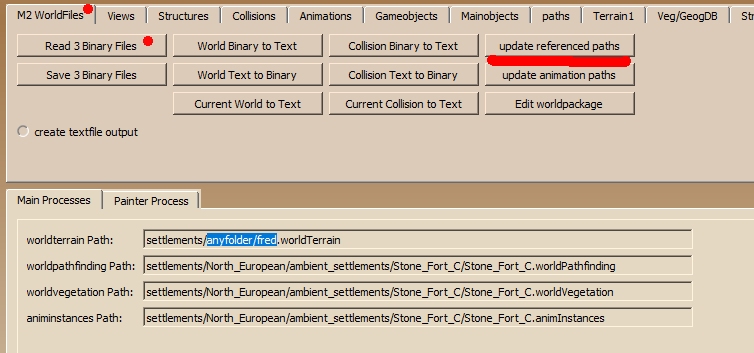 M2 WorldFiles Views Structures Collisions Animations Gameobjects Mainobjects paths Terrain1 Veg/GeogDB Str
Read 3 Binary Files World Binary to Text Collision Binary to Text update referenced paths
Save 3 Binary Files World Text to Binary Collision Text to Binary update animation paths
Current World to Text Current Collision to Text Edit worldpackage
create textfile output
Main Processes Painter Process
worldterrain Path: settlements/anyfolder/fred.worldTerrain
worldpathfinding Path: settlements/North_European/ambient_settlements/Stone_Fort_C/Stone_Fort_C.worldPathfinding
worldvegetation Path: settlements/North_European/ambient_settlements/Stone_Fort_C/Stone_Fort_C.worldVegetation
animinstances Path: settlements/North_European/ambient_settlements/Stone_Fort_C/Stone_Fort_C.animInstances